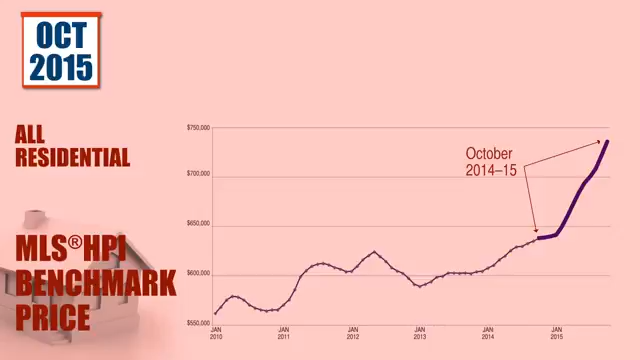 OCT
2015
ALL
RESIDENTIAL
MLS®HPI
BENCHMARK
PRICE
$750,000
$700,000
$650,000
$600,000
$550,000
October
2014–15
JAN
2010
JAN
2011
JAN
2012
JAN
2013
JAN
2014
JAN
2015